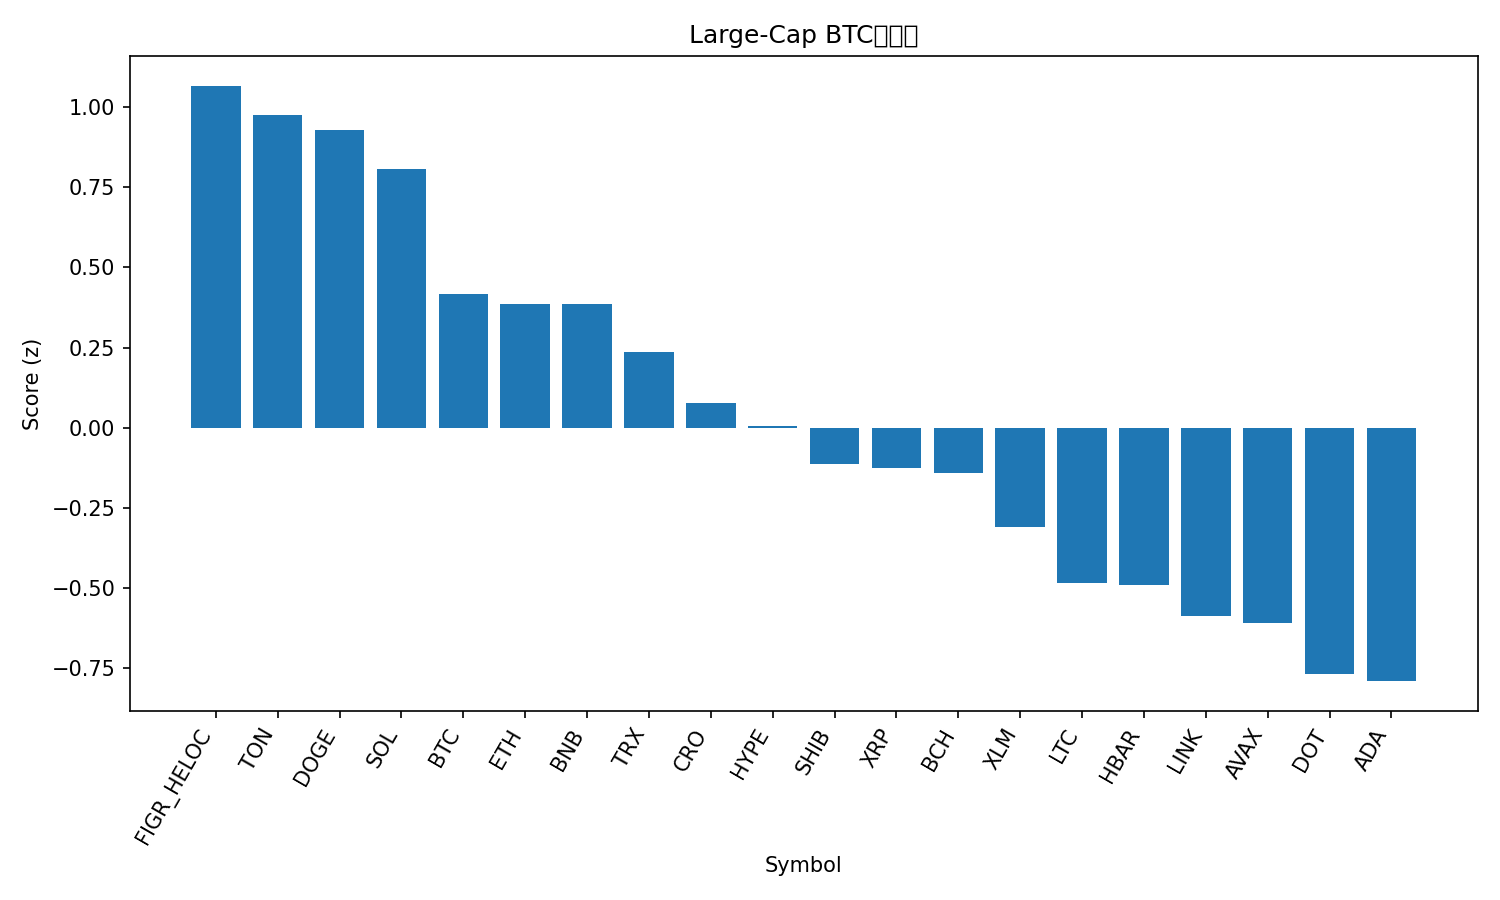 Large-Cap BTC
Score (z)
1.00
0.75
0.50
0.25
0.00
−0.25
−0.50
−0.75
FIGR_HELOC
TON
DOGE
SOL
BTC
ETH
BNB
TRX
CRO
HYPE
SHIB
XRP
BCH
XLM
LTC
HBAR
LINK
AVAX
DOT
ADA
Symbol